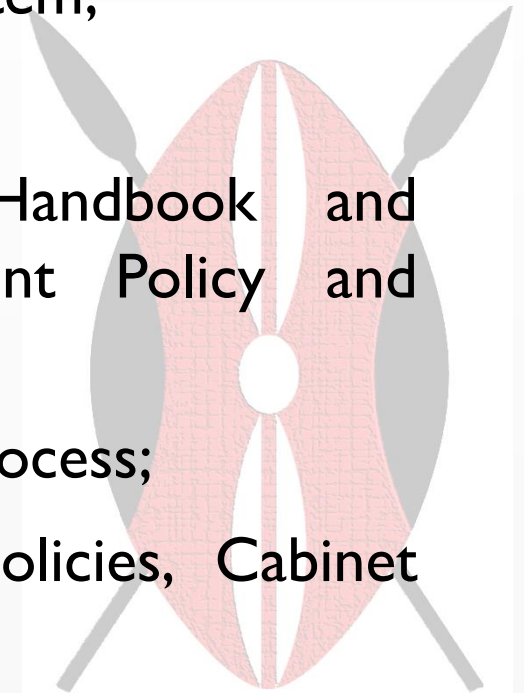 Handbook and
nt Policy and
ocess;
olicies, Cabinet